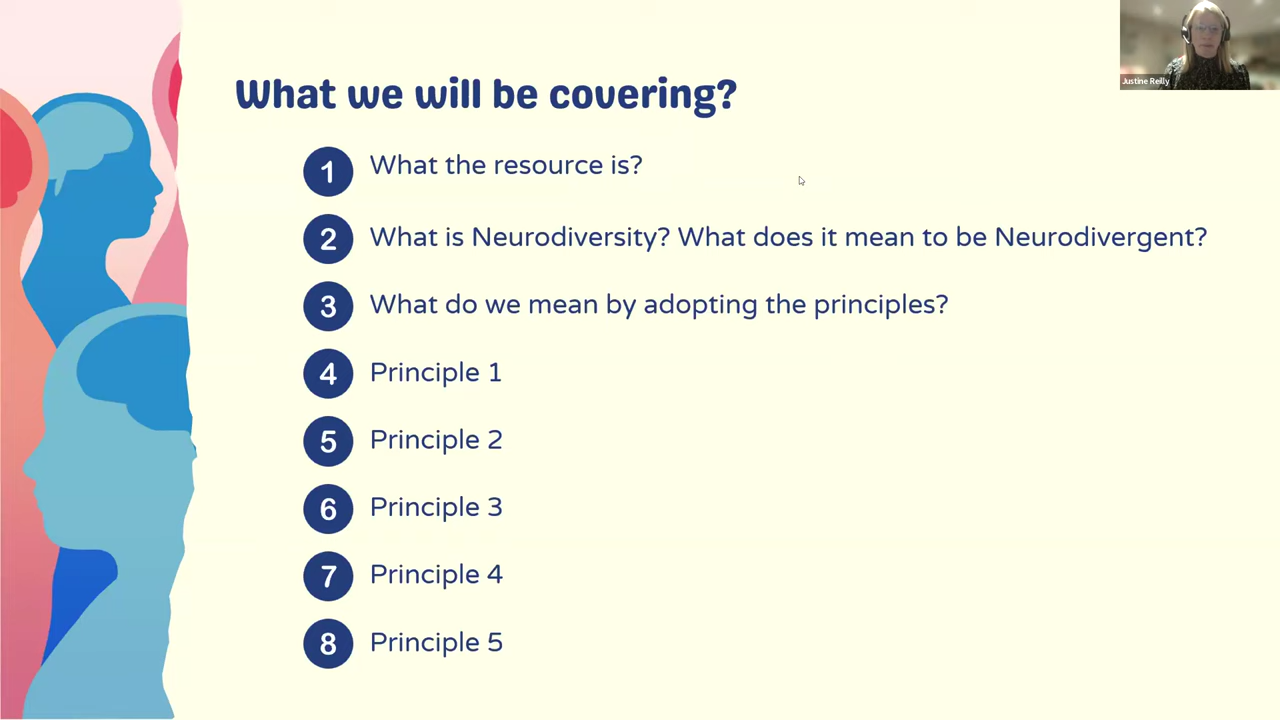 Justine Reilly
What we will be covering?
1 What the resource is?
2 What is Neurodiversity? What does it mean to be Neurodivergent?
3 What do we mean by adopting the principles?
4 Principle 1
5 Principle 2
6 Principle 3
7 Principle 4
8 Principle 5